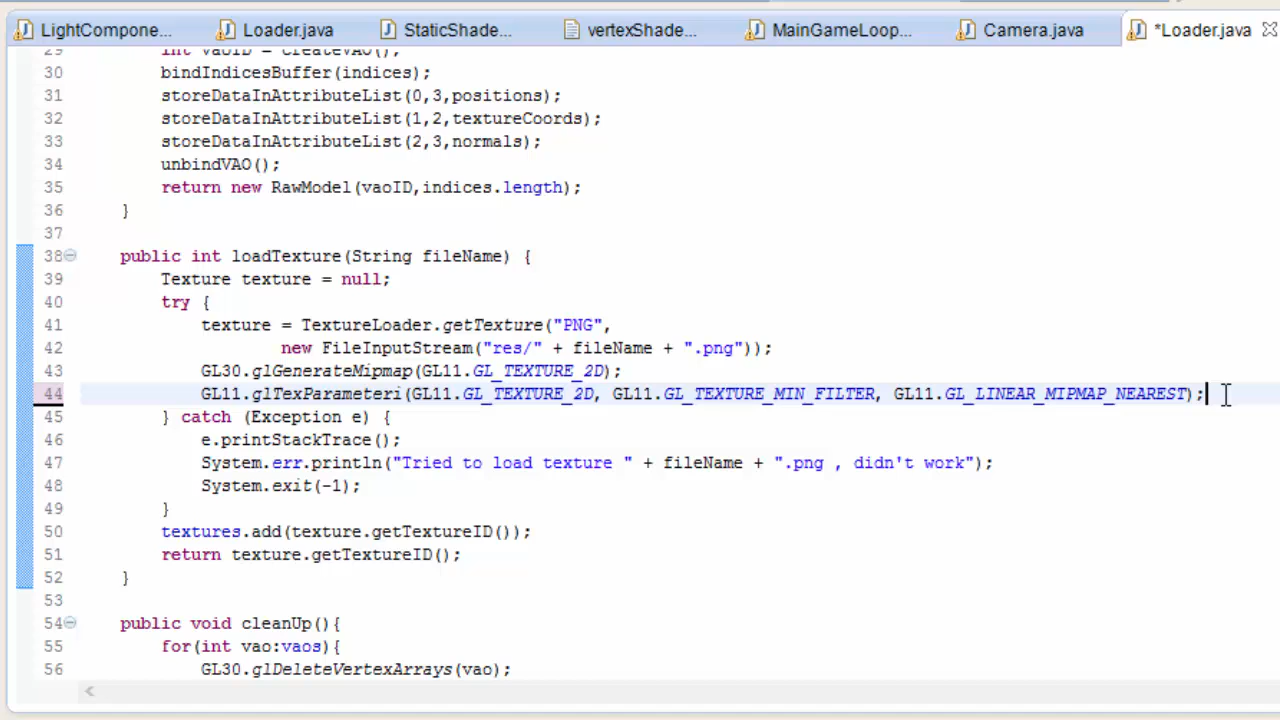 LightCompone... Loader.java StaticShade... vertexShade... MainGameLoop... Camera.java *Loader.java
29 int vaoID = createVAO();
30 bindIndicesBuffer(indices);
31 storeDataInAttributeList(0,3,positions);
32 storeDataInAttributeList(1,2,textureCoords);
33 storeDataInAttributeList(2,3,normals);
34 unbindVAO();
35 return new RawModel(vaoID,indices.length);
36 }
37
38 public int loadTexture(String fileName) {
39 Texture texture = null;
40 try {
41 texture = TextureLoader.getTexture("PNG",
42 new FileInputStream("res/" + fileName + ".png"));
43 GL30.glGenerateMipmap(GL11.GL_TEXTURE_2D);
44 GL11.glTexParameteri(GL11.GL_TEXTURE_2D, GL11.GL_TEXTURE_MIN_FILTER, GL11.GL_LINEAR_MIPMAP_NEAREST);
45 } catch (Exception e) {
46 e.printStackTrace();
47 System.err.println("Tried to load texture " + fileName + ".png , didn't work");
48 System.exit(-1);
49 }
50 textures.add(texture.getTextureID());
51 return texture.getTextureID();
52 }
53
54 public void cleanUp(){
55 for(int vao:vaos){
56 GL30.glDeleteVertexArrays(vao);